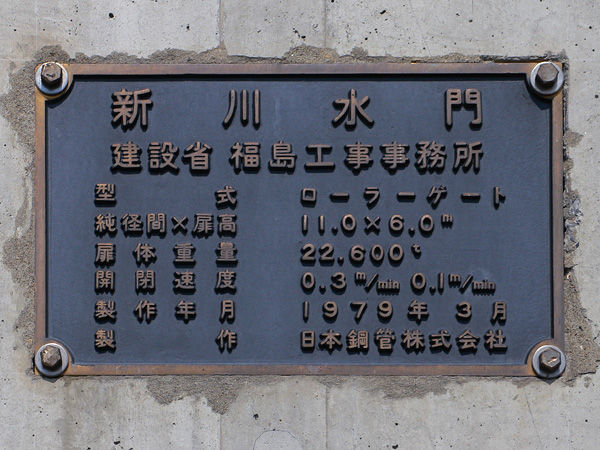 新川水門
建設省 福島工事事務所
型式 ローラーゲート
純径間×扉高 11.0×6.0m
扉体重量 22.600t
開閉速度 0.3m/min 0.1m/min
製作年月 1979年3月
製作 日本鋼管株式会社